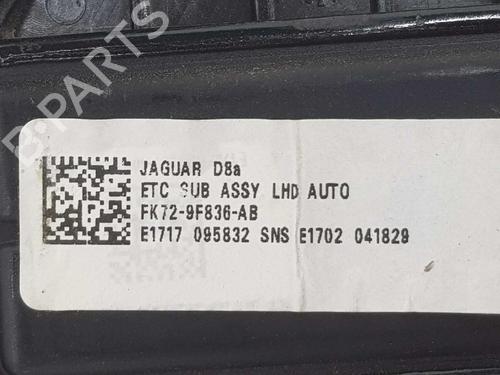 B-PARTS
JAGUAR D8a
ETC SUB ASSY LHD AUTO
FK72-9F836-AB
E1717 095832 SNS E1702 041829